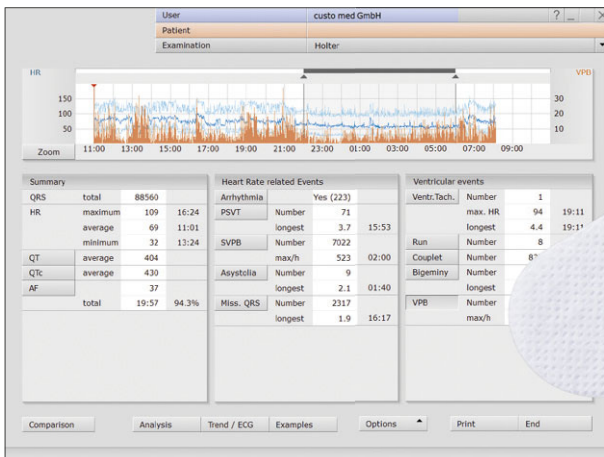 User custo med GmbH ? _ X
Patient
Examination Holter
HR VPB
150 30
100 20
50 10
Zoom 11:00 13:00 15:00 17:00 19:00 21:00 23:00 01:00 03:00 05:00 07:00 09:00
Summary
QRS total 88560
HR maximum 109 16:24
average 69 11:01
minimum 32 13:24
QT average 404
QTc average 430
AF 37
total 19:57 94.3%
Heart Rate related Events
Arrhythmia Yes (223)
PSVT Number 71
longest 3.7 15:53
SVPB Number 7022
max/h 523 02:00
Asystolia Number 9
longest 2.1 01:40
Miss. QRS Number 2317
longest 1.9 16:17
Ventricular events
Ventr.Tach. Number 1
max. HR 94 19:11
longest 4.4 19:11
Run Number 8
Couplet Number
Bigeminy Number
longest
VPB Number
max/h
Comparison Analysis Trend / ECG Examples Options Print End